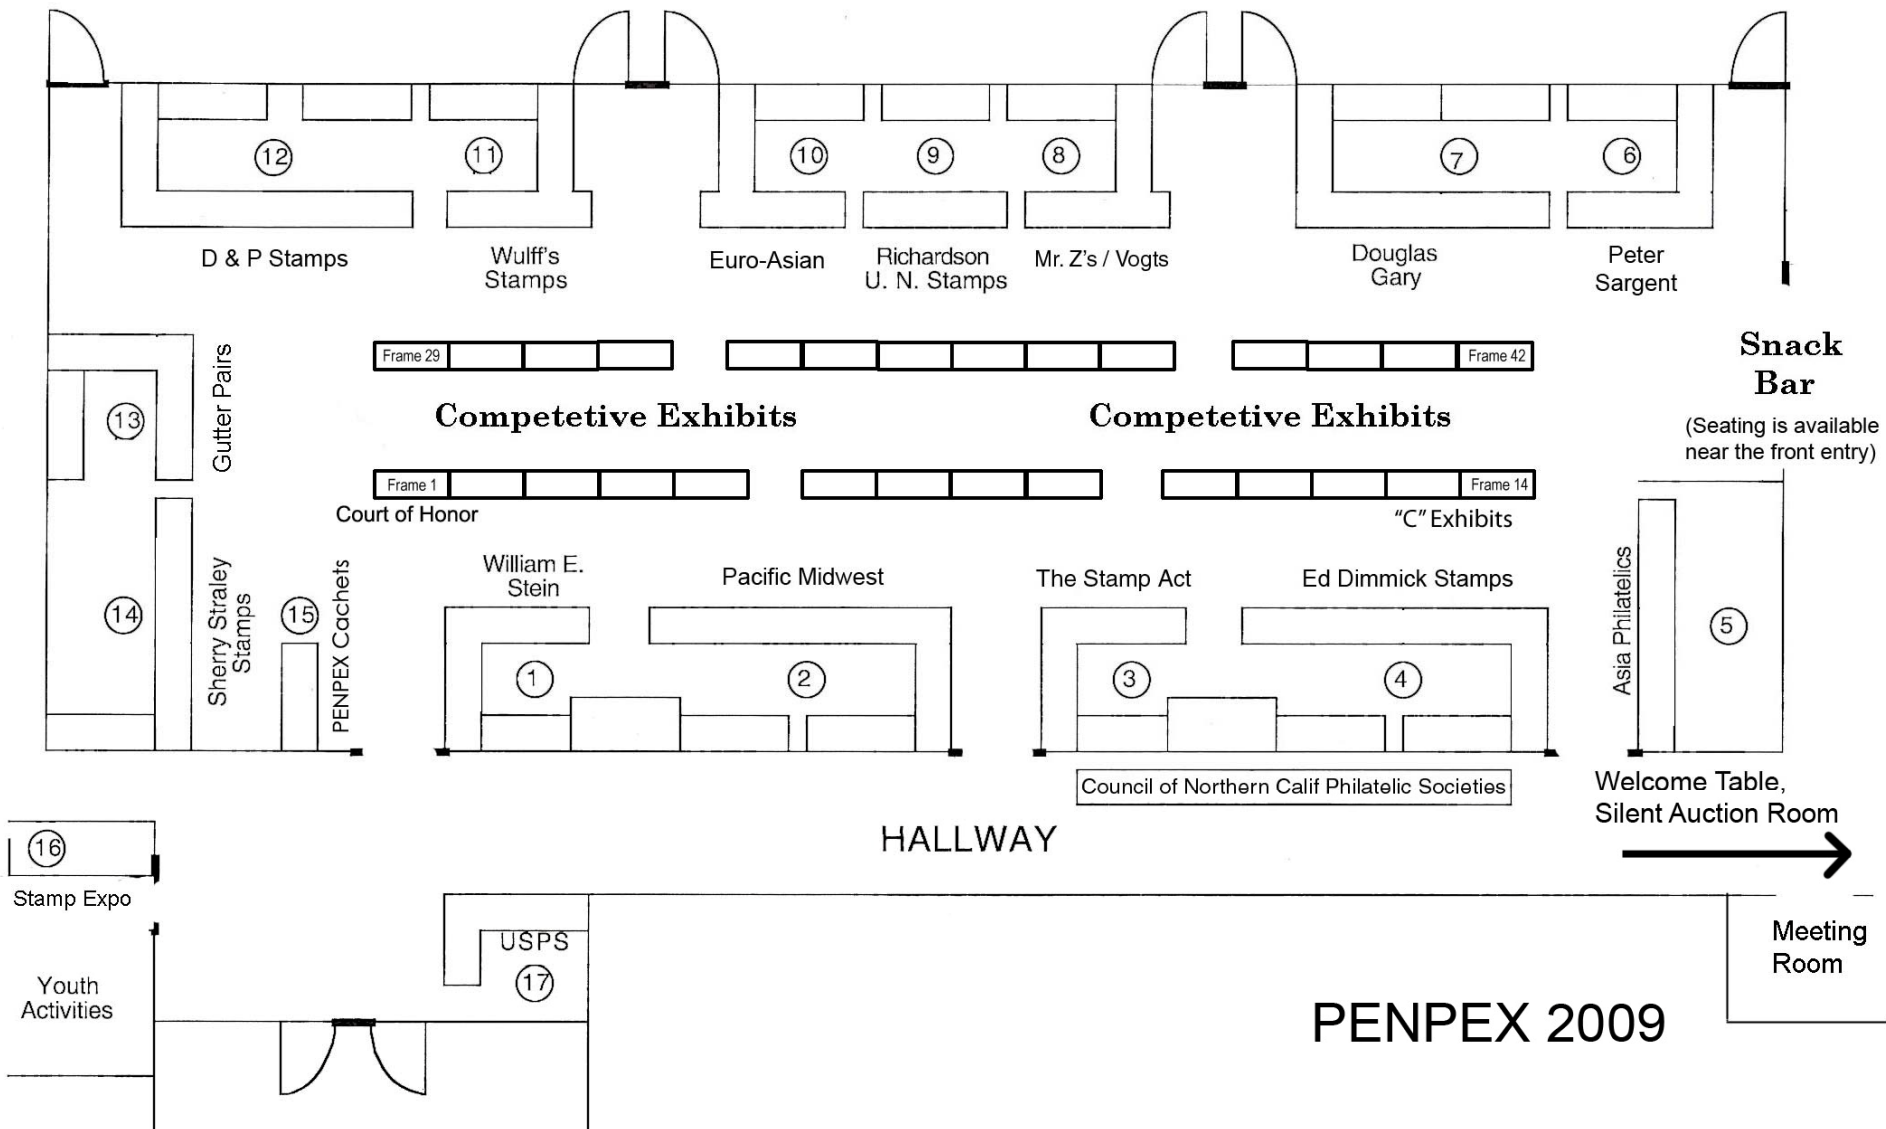 12
11
10
9
8
7
6
D & P Stamps
Wulff's
Stamps
Euro-Asian
Richardson
U. N. Stamps
Mr. Z's / Vogts
Douglas
Gary
Peter
Sargent
Gutter Pairs
13
Frame 29
Frame 42
Snack
Bar
(Seating is available
near the front entry)
Competetive Exhibits
Competetive Exhibits
Frame 1
Frame 14
Court of Honor
"C" Exhibits
14
Sherry Straley
Stamps
15
PENPEX Cachets
William E.
Stein
Pacific Midwest
The Stamp Act
Ed Dimmick Stamps
1
2
3
4
Asia Philatelics
5
Council of Northern Calif Philatelic Societies
Welcome Table,
Silent Auction Room
HALLWAY
16
Stamp Expo
Youth
Activities
USPS
17
Meeting
Room
PENPEX 2009